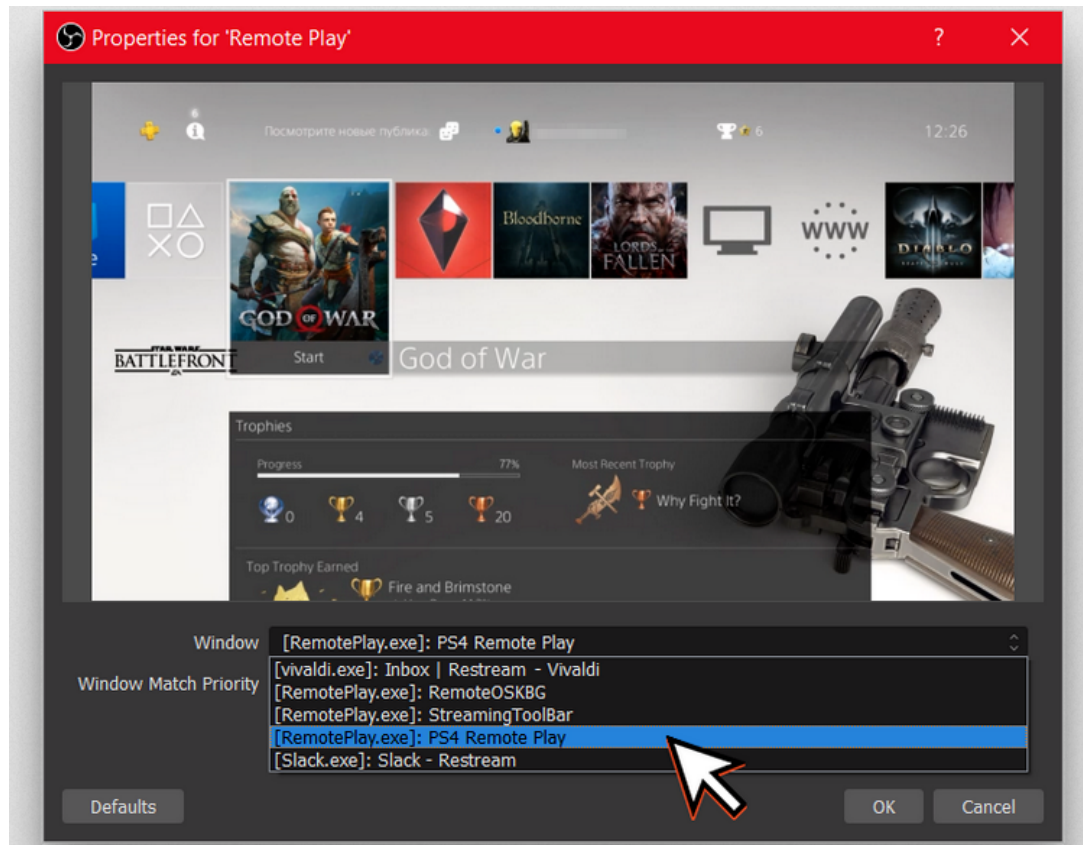 Properties for 'Remote Play'
?
6
Посмотрите новые публика:
6
12:26
e
Bloodborne
LORDS
FALLEN
WWW
DIABLO
GOD OF WAR
STAR WARS
BATTLEFRONT
EA
Start
God of War
Trophies
Progress
77%
Most Recent Trophy
0
4
5
20
Why Fight It?
Top Trophy Earned
Fire and Brimstone
Window
[RemotePlay.exe]: PS4 Remote Play
[vivaldi.exe]: Inbox | Restream - Vivaldi
Window Match Priority
[RemotePlay.exe]: RemoteOSKBG
[RemotePlay.exe]: StreamingToolBar
[RemotePlay.exe]: PS4 Remote Play
[Slack.exe]: Slack - Restream
Defaults
OK
Cancel